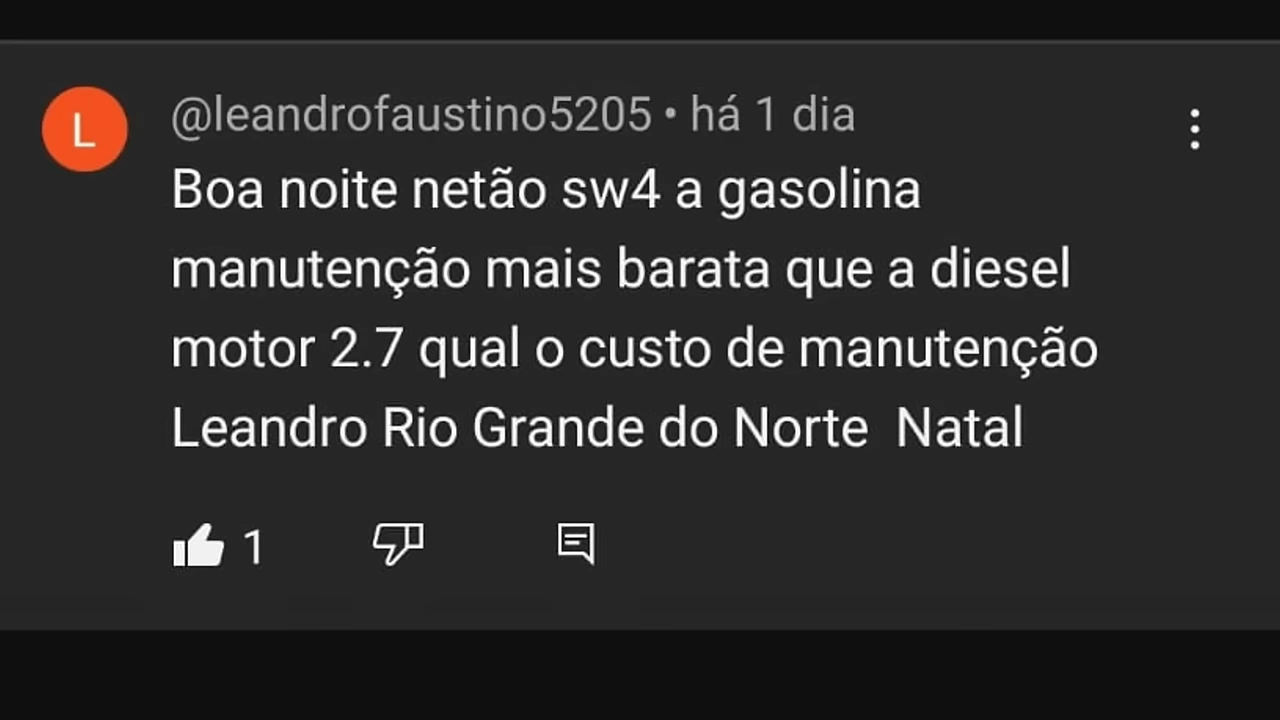 L
@leandrofaustino5205 • há 1 dia
Boa noite netão sw4 a gasolina
manutenção mais barata que a diesel
motor 2.7 qual o custo de manutenção
Leandro Rio Grande do Norte  Natal
1